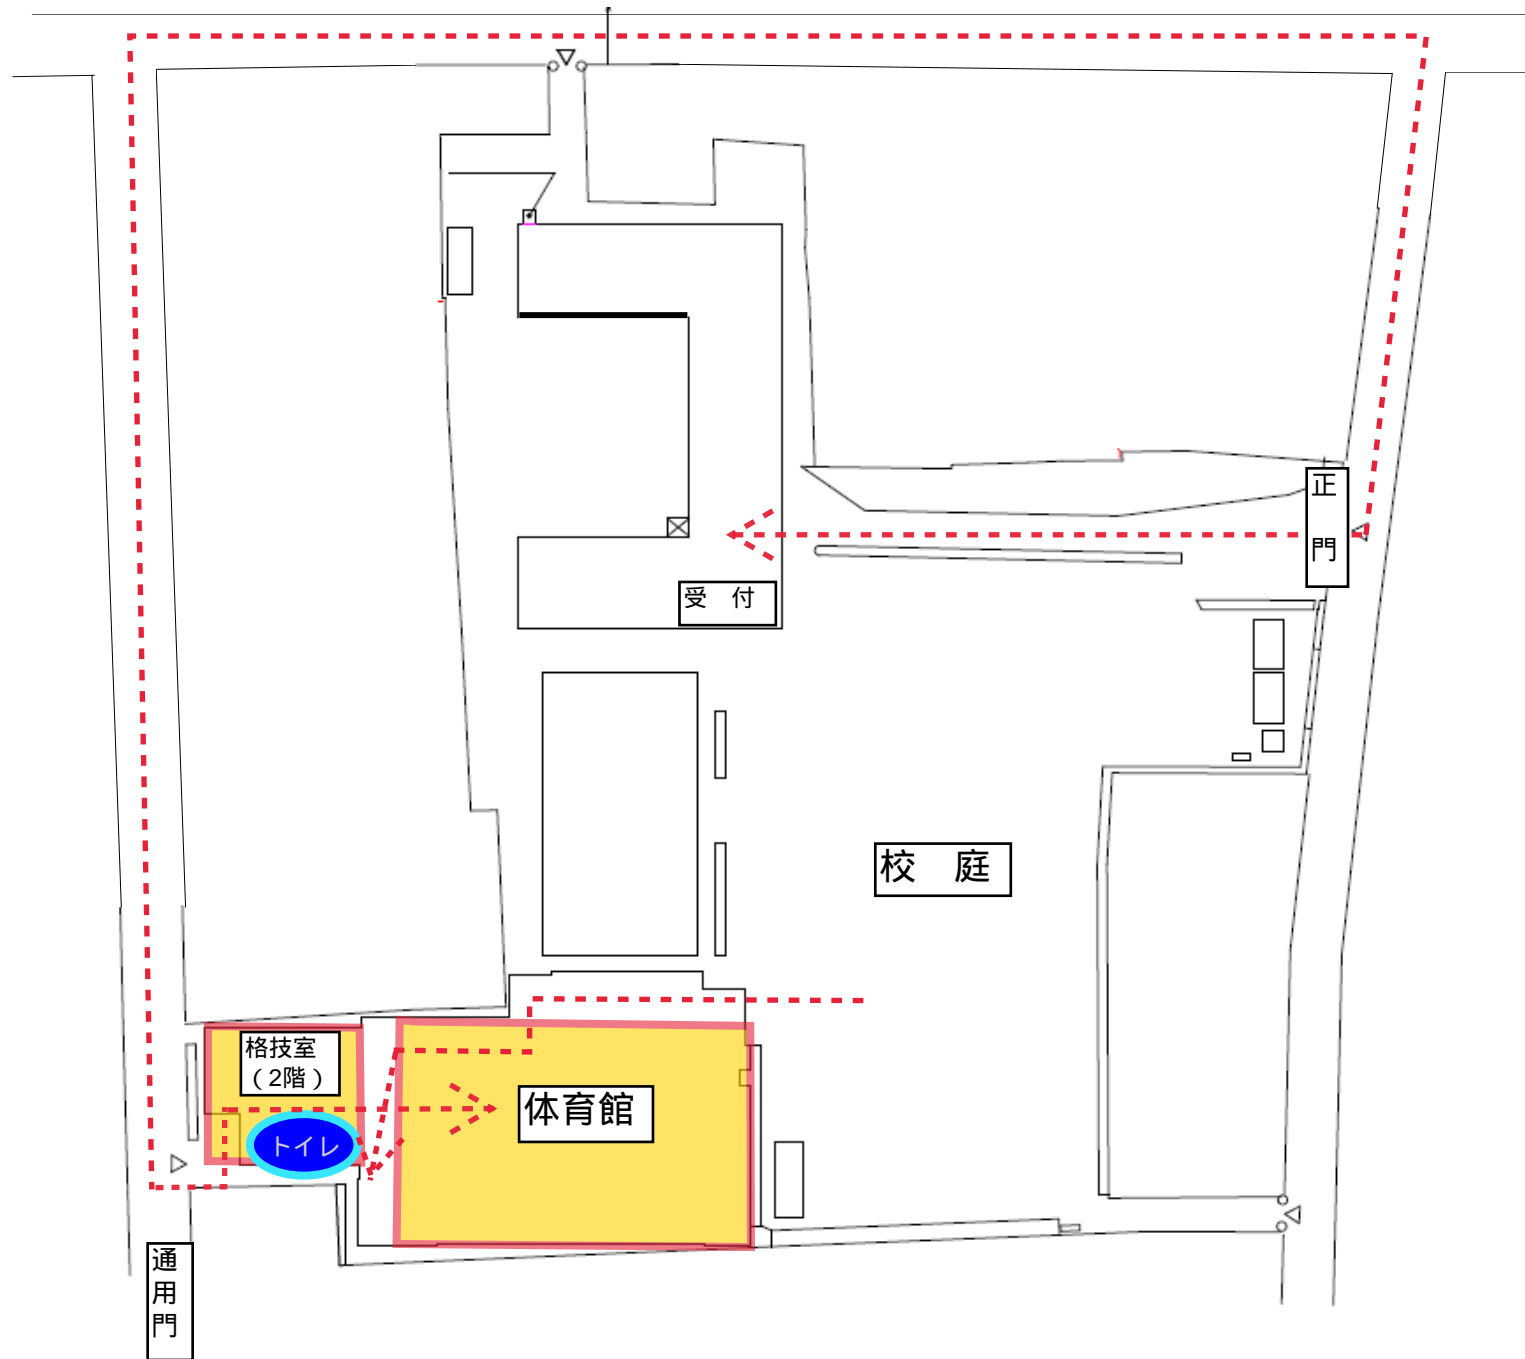 正門
受　付
校　庭
格技室
（2階）
体育館
トイレ
通用門